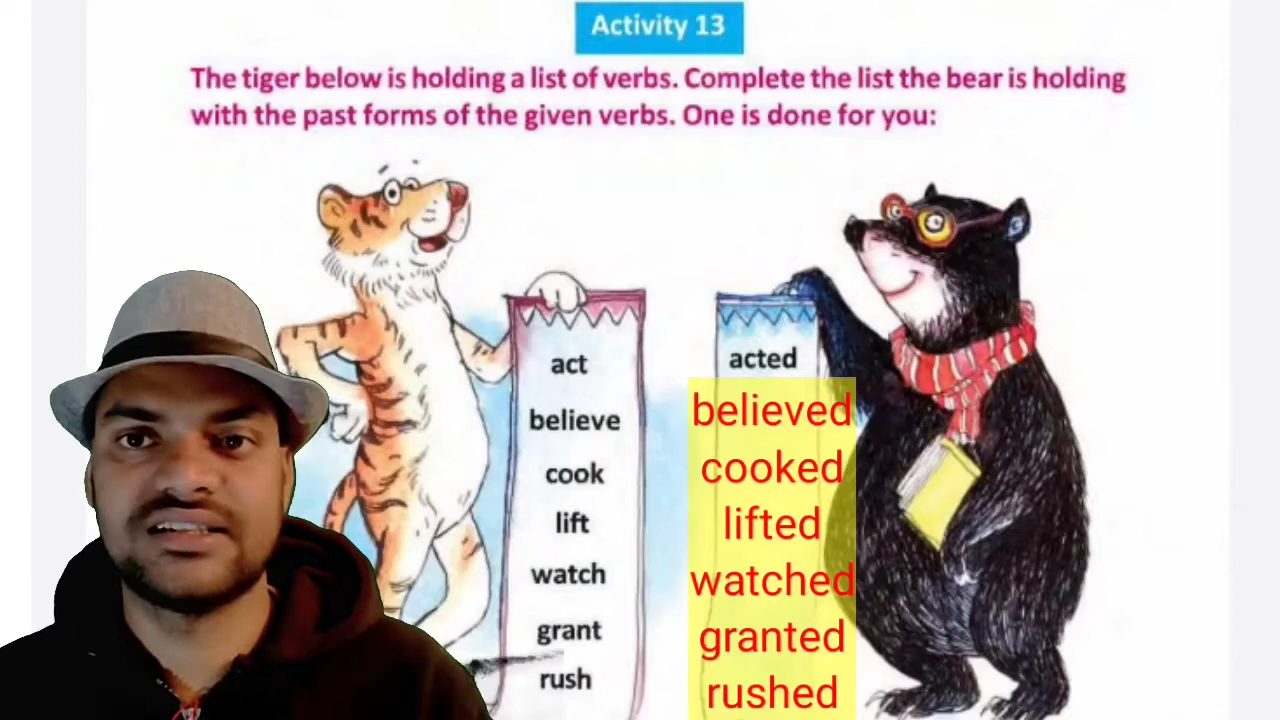 Activity 13
The tiger below is holding a list of verbs. Complete the list the bear is holding
with the past forms of the given verbs. One is done for you:
act
believe
cook
lift
watch
grant
rush
acted
believed
cooked
lifted
watched
granted
rushed